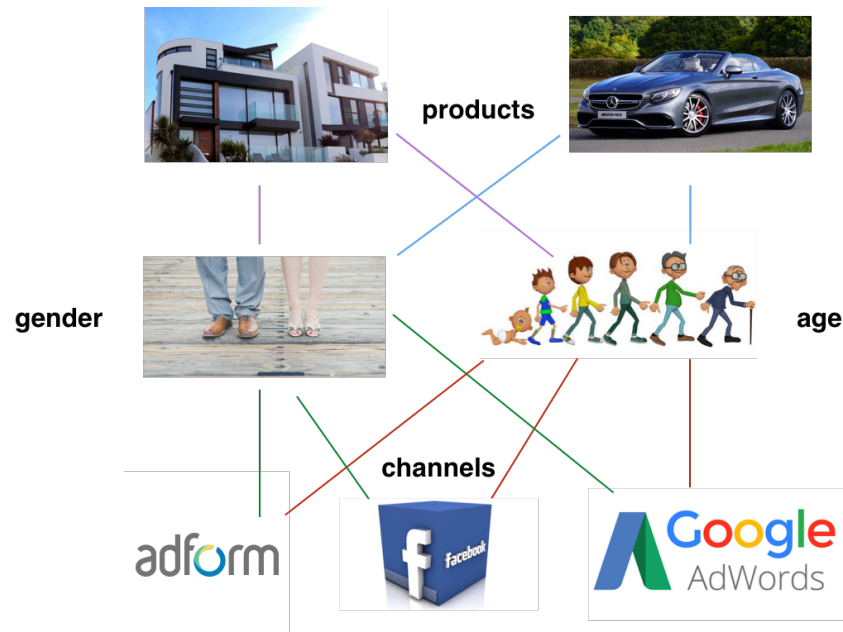 products
gender
age
channels
adform
facebook
Google
AdWords